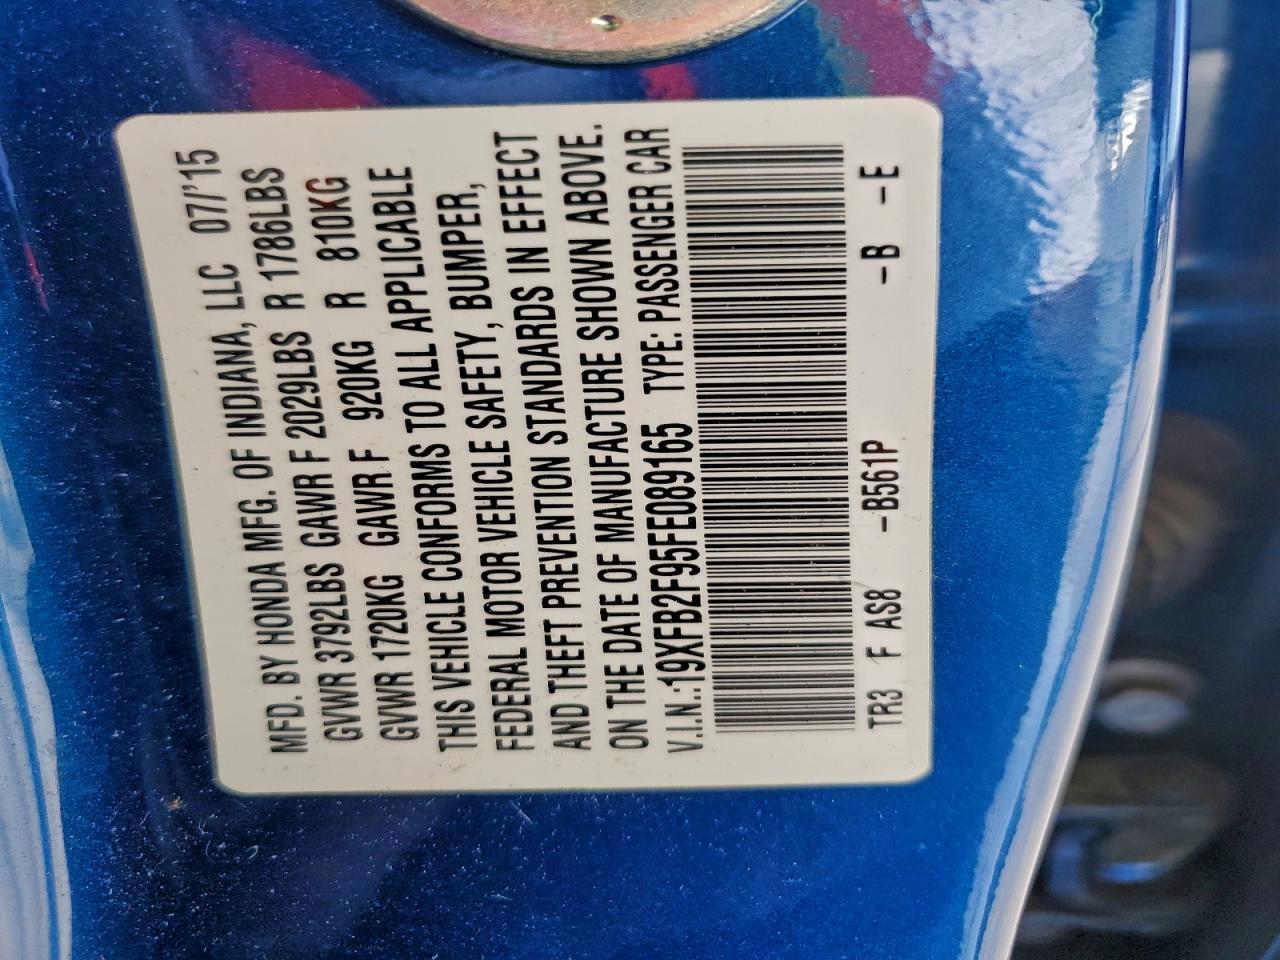 MFD. BY HONDA MFG. OF INDIANA, LLC 07/'15
GVWR 3792LBS GAWR F 2029LBS R 1786LBS
GVWR 1720KG GAWR F 920KG R 810KG
THIS VEHICLE CONFORMS TO ALL APPLICABLE
FEDERAL MOTOR VEHICLE SAFETY, BUMPER,
AND THEFT PREVENTION STANDARDS IN EFFECT
ON THE DATE OF MANUFACTURE SHOWN ABOVE.
V.I.N.:19XFB2F95FE089165 TYPE: PASSENGER CAR
TR3 F AS8 -B561P -B -E